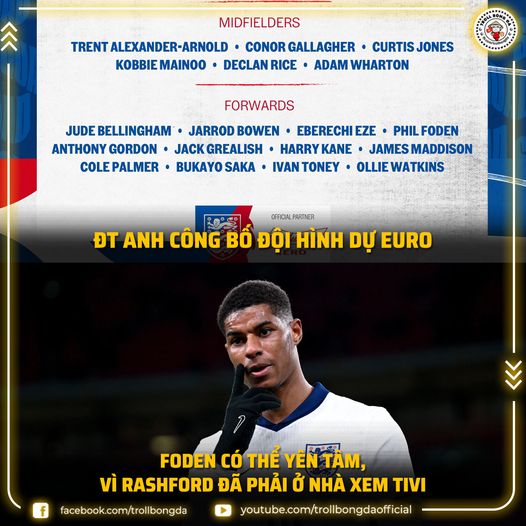 TROLL BÓNG ĐÁ
MIDFIELDERS
TRENT ALEXANDER-ARNOLD • CONOR GALLAGHER • CURTIS JONES
KOBBIE MAINOO • DECLAN RICE • ADAM WHARTON
FORWARDS
JUDE BELLINGHAM • JARROD BOWEN • EBERECHI EZE • PHIL FODEN
ANTHONY GORDON • JACK GREALISH • HARRY KANE • JAMES MADDISON
COLE PALMER • BUKAYO SAKA • IVAN TONEY • OLLIE WATKINS
OFFICIAL PARTNER
ĐT ANH CÔNG BỐ ĐỘI HÌNH DỰ EURO
FODEN CÓ THỂ YÊN TÂM,
VÌ RASHFORD ĐÃ PHẢI Ở NHÀ XEM TIVI
facebook.com/trollbongda
youtube.com/trollbongdaofficial